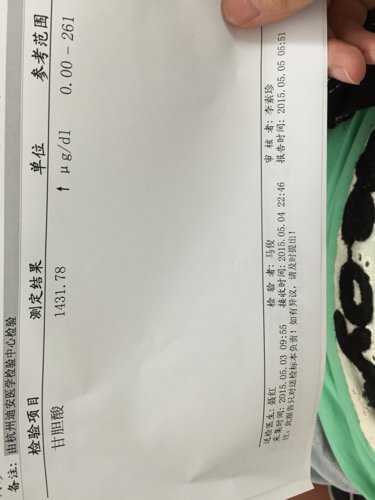 备注: 由杭州迪安医学检验中心检验
检验项目 测定结果 单位 参考范围
甘胆酸 1431.78 ↑ μg/dl 0.00-261
送检医生: 聂红 检 验 者: 马俊 审 核 者: 李素珍
采集时间: 2015.05.03 09:55 接收时间: 2015.05.04 22:46 报告时间: 2015.05.05 05:51
注: 此报告只对送检标本负责! 如有异议, 请及时提出!